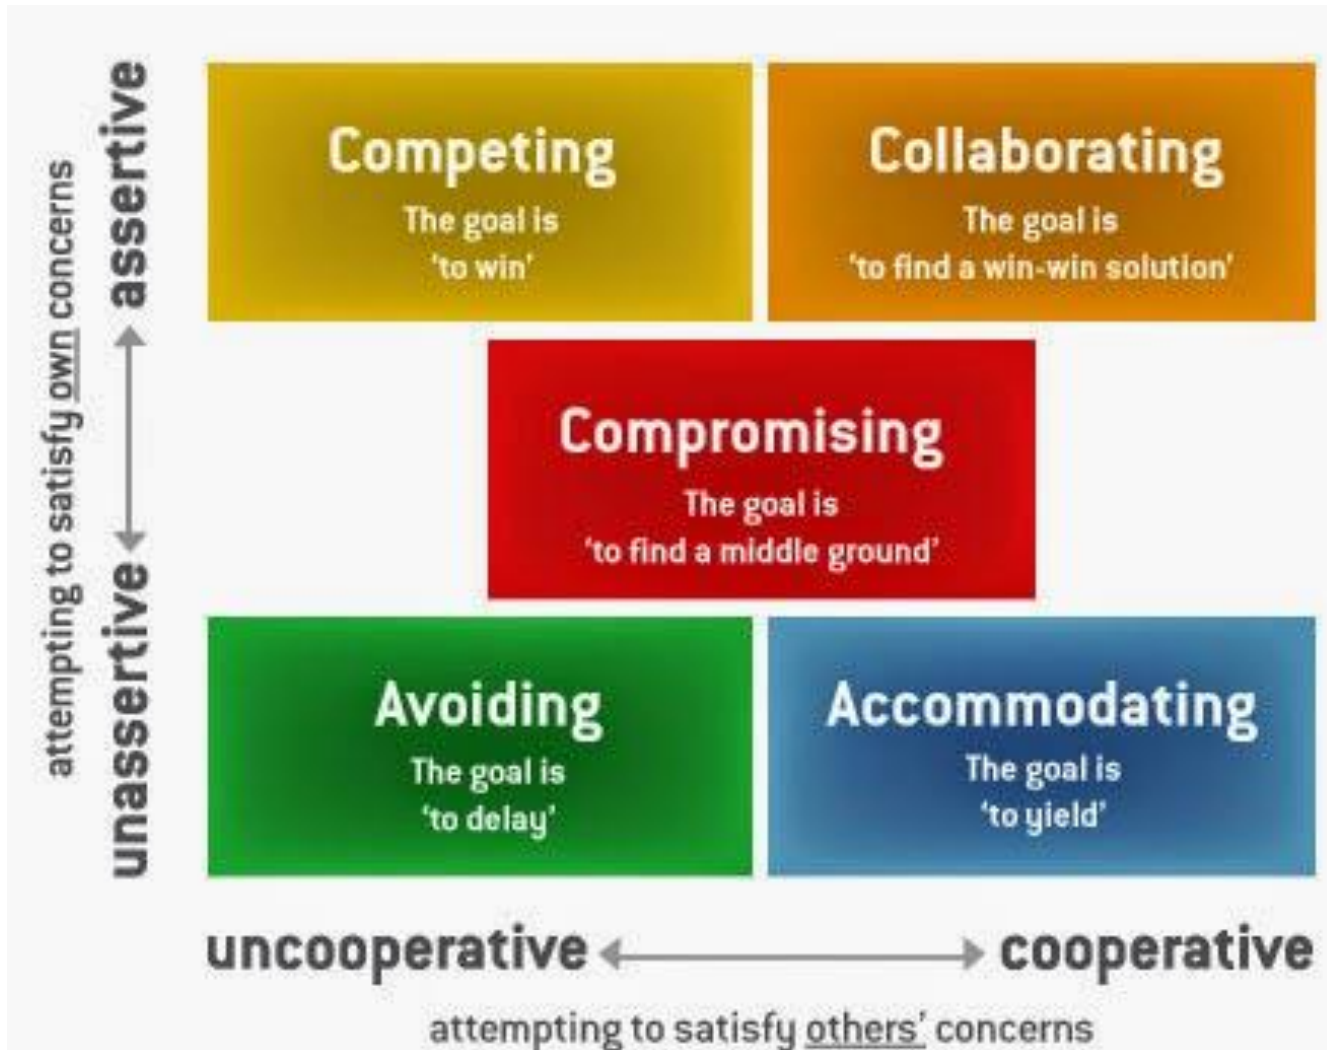 attempting to satisfy own concerns
unassertive
assertive
Competing
The goal is
‘to win’
Collaborating
The goal is
‘to find a win-win solution’
Compromising
The goal is
‘to find a middle ground’
Avoiding
The goal is
‘to delay’
Accommodating
The goal is
‘to yield’
uncooperative
cooperative
attempting to satisfy others’ concerns